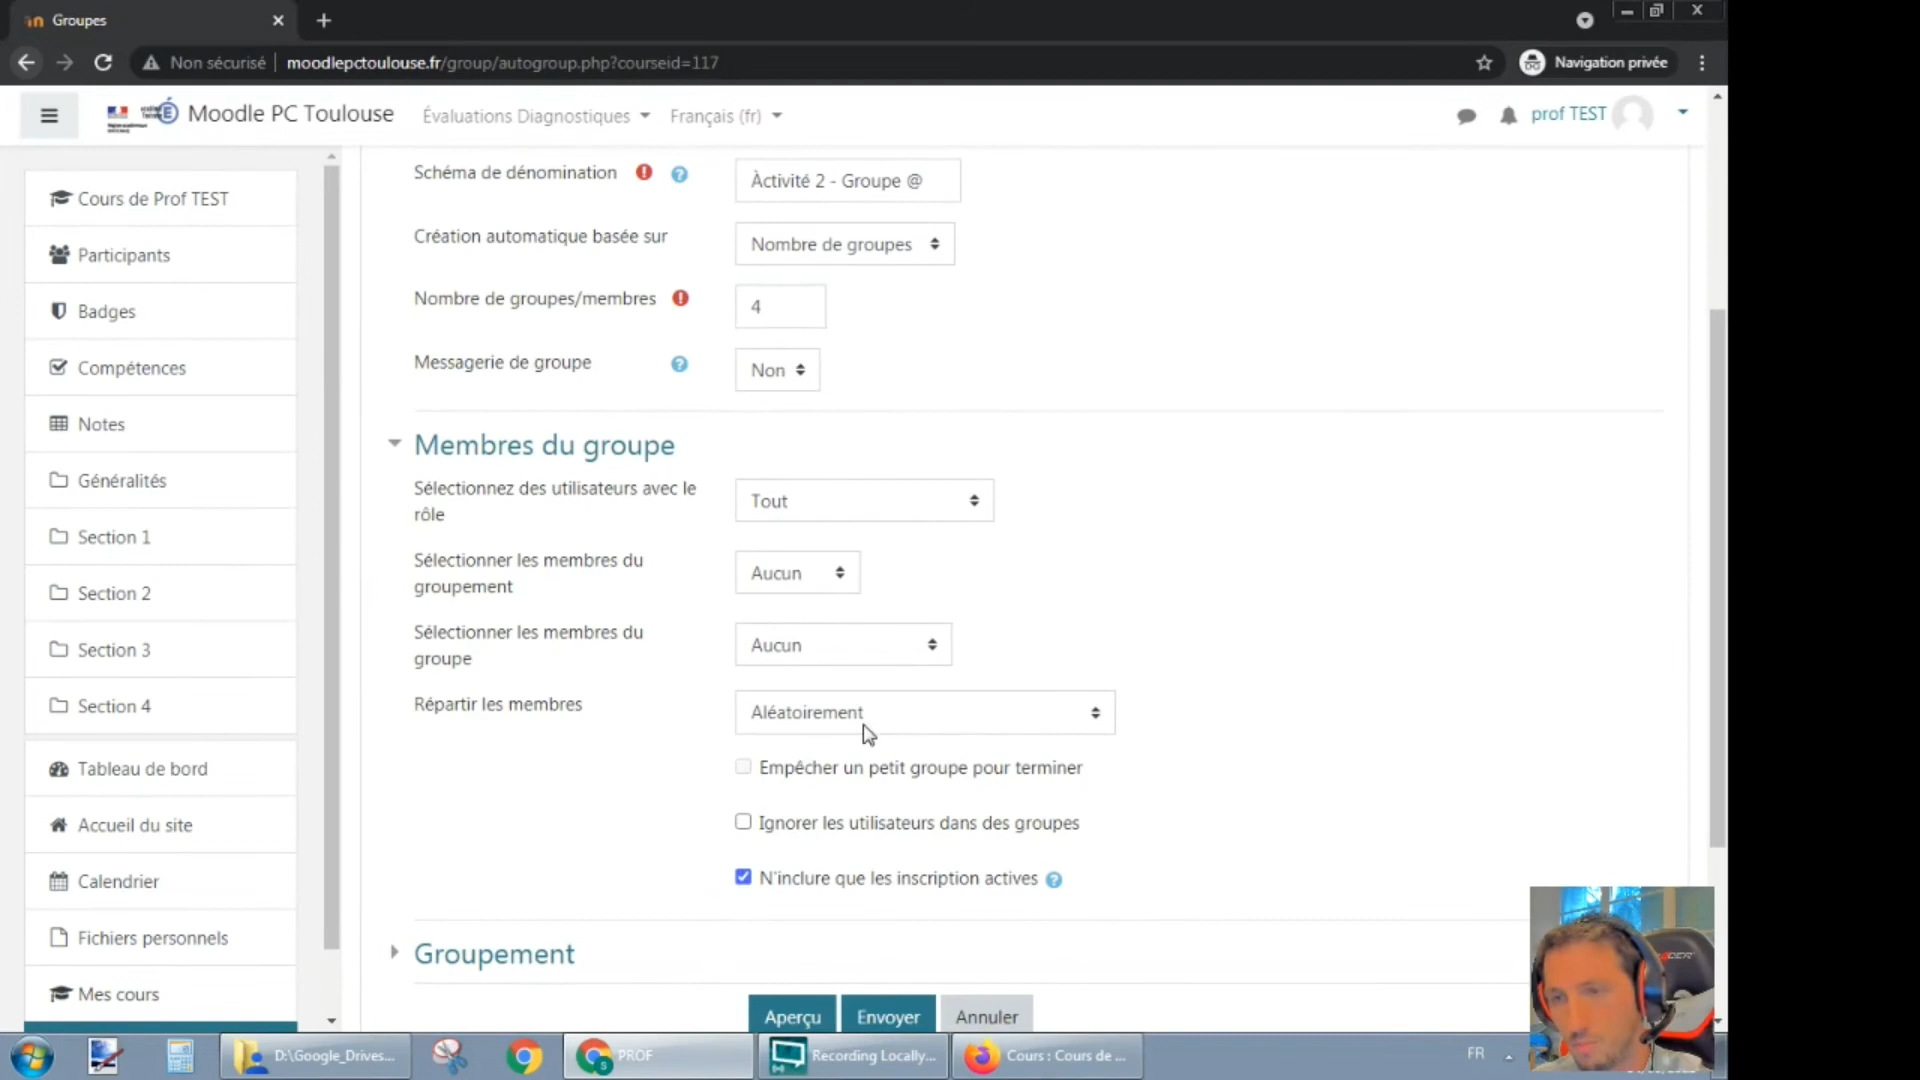 Groupes
Non sécurisé
moodlepctoulouse.fr/group/autogroup.php?courseid=117
Navigation privée
Moodle PC Toulouse
Évaluations Diagnostiques
Français (fr)
prof TEST
Cours de Prof TEST
Participants
Badges
Compétences
Notes
Généralités
Section 1
Section 2
Section 3
Section 4
Tableau de bord
Accueil du site
Calendrier
Fichiers personnels
Mes cours
Schéma de dénomination
Àctivité 2 - Groupe @
Création automatique basée sur
Nombre de groupes
Nombre de groupes/membres
4
Messagerie de groupe
Non
Membres du groupe
Sélectionnez des utilisateurs avec le
rôle
Tout
Sélectionner les membres du
groupement
Aucun
Sélectionner les membres du
groupe
Aucun
Répartir les membres
Aléatoirement
Empêcher un petit groupe pour terminer
Ignorer les utilisateurs dans des groupes
N'inclure que les inscription actives
Groupement
Aperçu
Envoyer
Annuler
D:\Google_Drives...
PROF
Recording Locally...
Cours : Cours de ...
FR